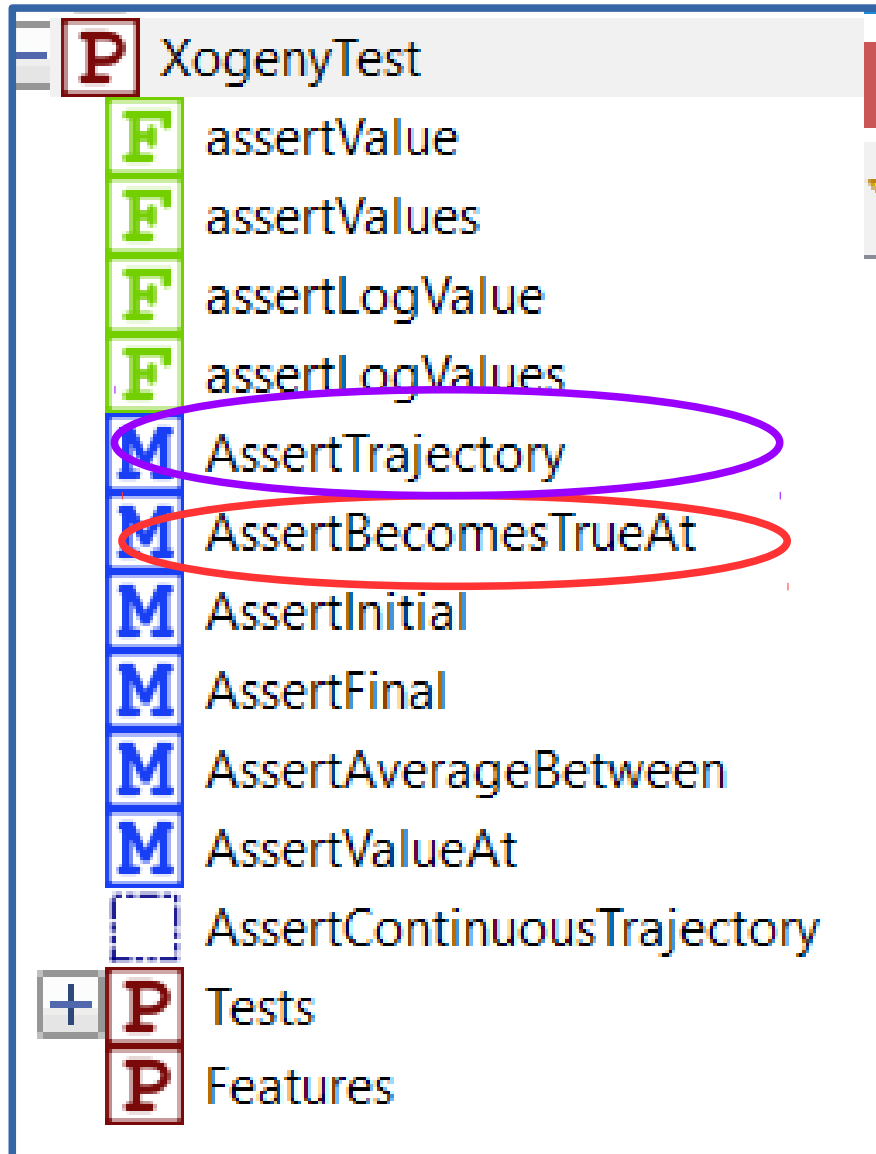 P XogenyTest
F assertValue
F assertValues
F assertLogValue
F assertLogValues
M AssertTrajectory
M AssertBecomesTrueAt
M AssertInitial
M AssertFinal
M AssertAverageBetween
M AssertValueAt
AssertContinuousTrajectory
P Tests
P Features